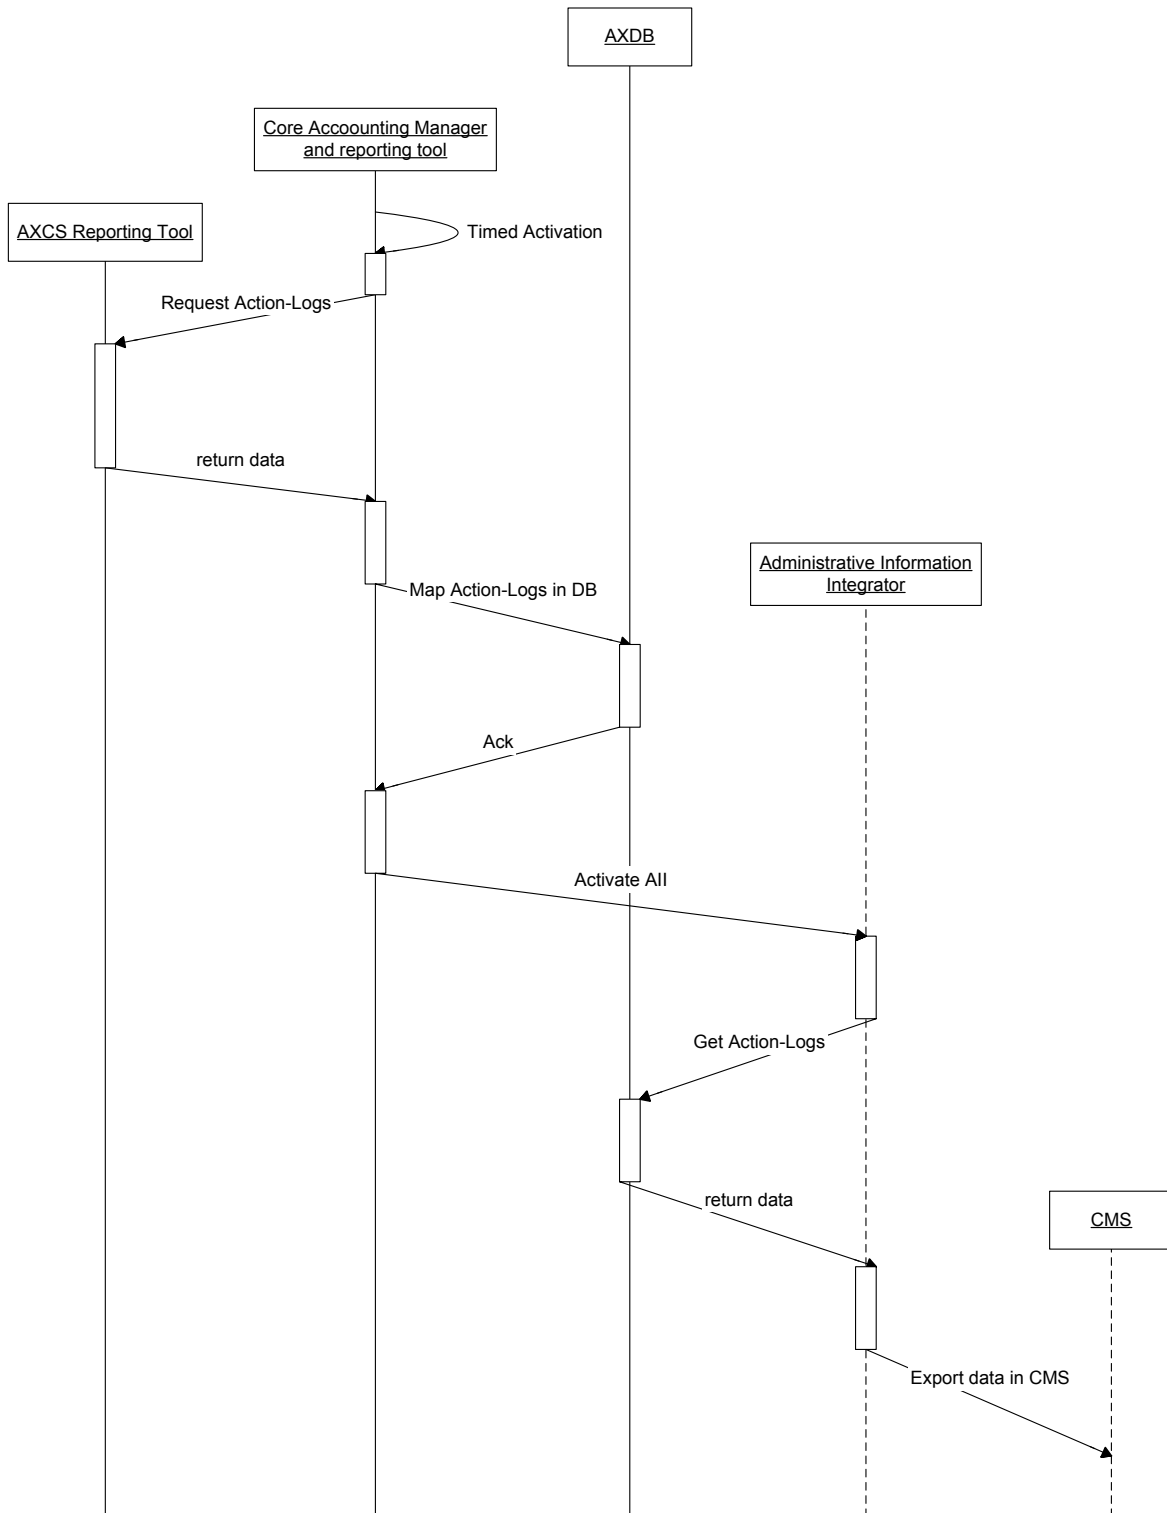 AXDB
Core Accoounting Manager
and reporting tool
AXCS Reporting Tool
Timed Activation
Request Action-Logs
return data
Administrative Information
Integrator
Map Action-Logs in DB
Ack
Activate AII
Get Action-Logs
return data
CMS
Export data in CMS